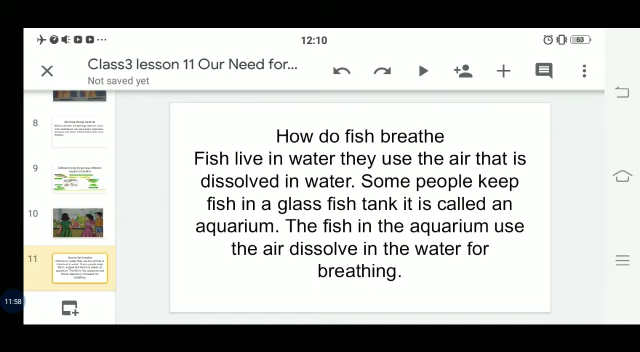 12:10
63
Class3 lesson 11 Our Need for...
Not saved yet
8
9
10
11
11:58
How do fish breathe
Fish live in water they use the air that is
dissolved in water. Some people keep
fish in a glass fish tank it is called an
aquarium. The fish in the aquarium use
the air dissolve in the water for
breathing.